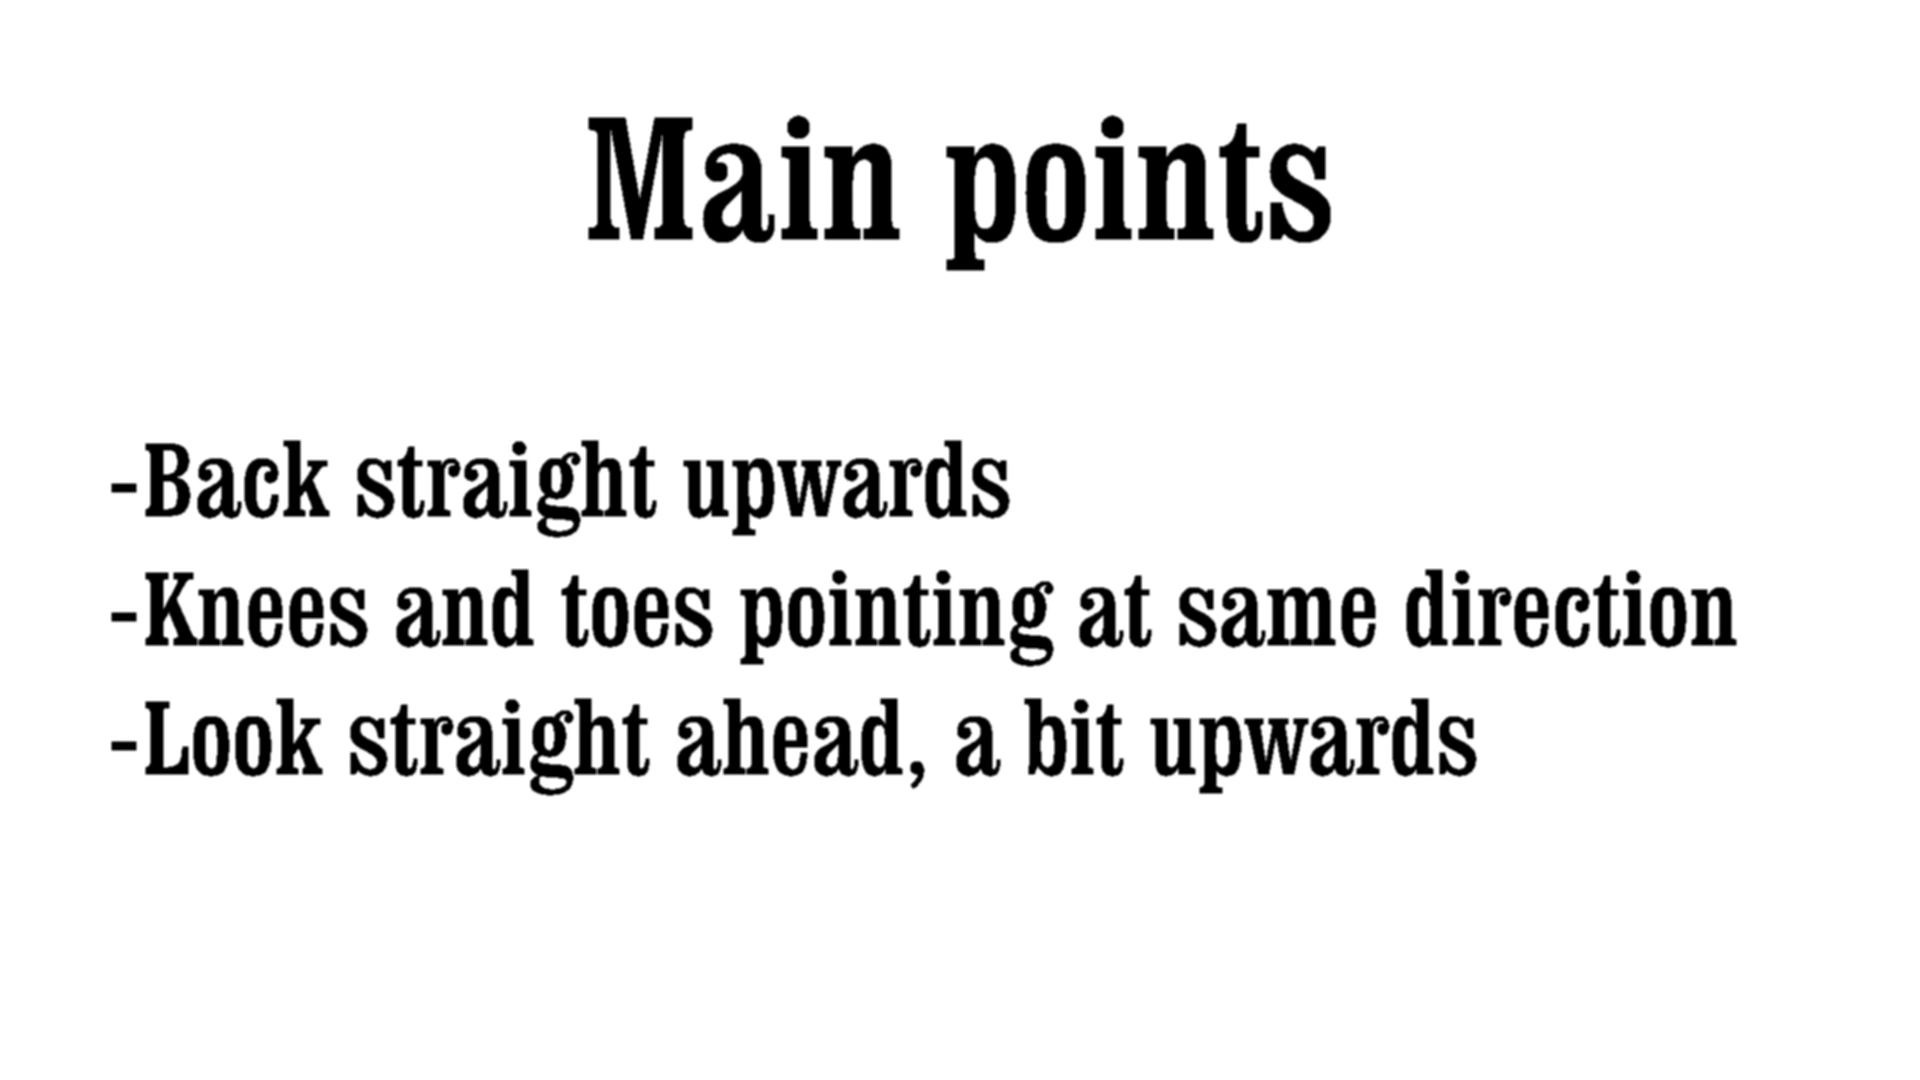 Main points
-Back straight upwards
-Knees and toes pointing at same direction
-Look straight ahead, a bit upwards